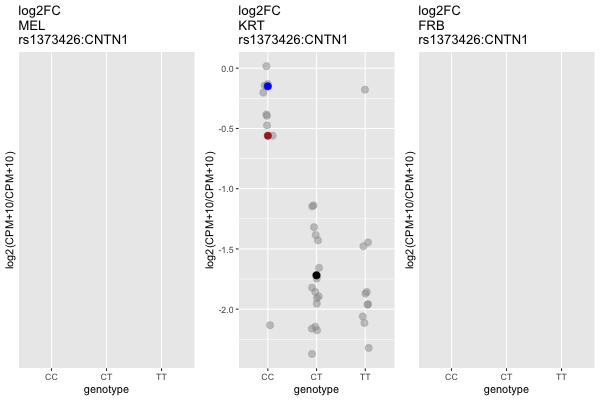 log2FC
MEL
rs1373426:CNTN1
log2(CPM+10/CPM+10)
CC CT TT
genotype
log2FC
KRT
rs1373426:CNTN1
log2(CPM+10/CPM+10)
0.0
-0.5
-1.0
-1.5
-2.0
CC CT TT
genotype
log2FC
FRB
rs1373426:CNTN1
log2(CPM+10/CPM+10)
CC CT TT
genotype